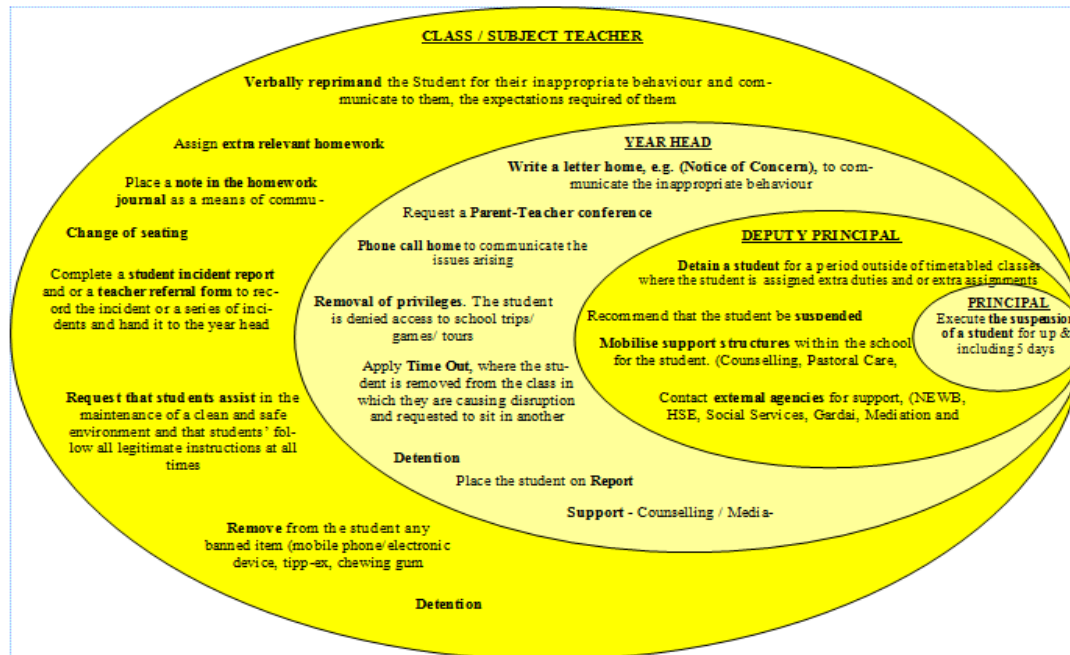 CLASS / SUBJECT TEACHER
Verbally reprimand the Student for their inappropriate behaviour and com-
municate to them, the expectations required of them
Assign extra relevant homework
Place a note in the homework
journal as a means of commu -
Change of seating
Complete a student incident report
and or a teacher referral form to rec-
ord the incident or a series of inci-
dents and hand it to the year head
Request that students assist in the
maintenance of a clean and safe
environment and that students' fol-
low all legitimate instructions at all
times
Remove from the student any
banned item (mobile phone/electronic
device, tipp-ex, chewing gum
Detention
YEAR HEAD
Write a letter home, e.g. (Notice of Concern), to com-
municate the inappropriate behaviour
Request a Parent-Teacher conference
Phone call home to communicate the
issues arising
Removal of privileges. The student
is denied access to school trips/
games/ tours
Apply Time Out, where the stu-
dent is removed from the class in
which they are causing disruption
and requested to sit in another
Detention
Place the student on Report
Support - Counselling / Media-
DEPUTY PRINCIPAL
Detain a student for a period outside of timetabled classes
where the student is assigned extra duties and or extra assignments
Recommend that the student be suspended
Mobilise support structures within the school
for the student. (Counselling, Pastoral Care,
Contact external agencies for support, (NEWB,
HSE, Social Services, Gardai, Mediation and
PRINCIPAL
Execute the suspension
of a student for up &
including 5 days